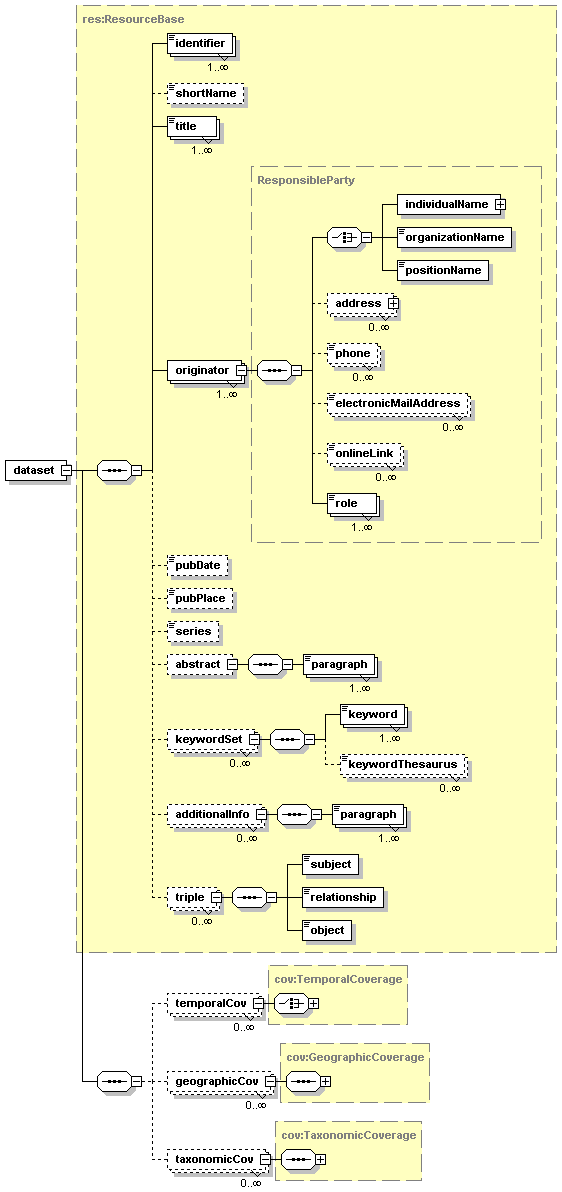 res:ResourceBase
identifier
1..∞
shortName
title
1..∞
ResponsibleParty
individualName
organizationName
positionName
address
0..∞
phone
0..∞
originator
1..∞
electronicMailAddress
0..∞
onlineLink
0..∞
dataset
role
1..∞
pubDate
pubPlace
series
abstract
paragraph
1..∞
keywordSet
0..∞
keyword
1..∞
keywordThesaurus
0..∞
additionalInfo
0..∞
paragraph
1..∞
triple
0..∞
subject
relationship
object
cov:TemporalCoverage
temporalCov
0..∞
cov:GeographicCoverage
geographicCov
0..∞
cov:TaxonomicCoverage
taxonomicCov
0..∞